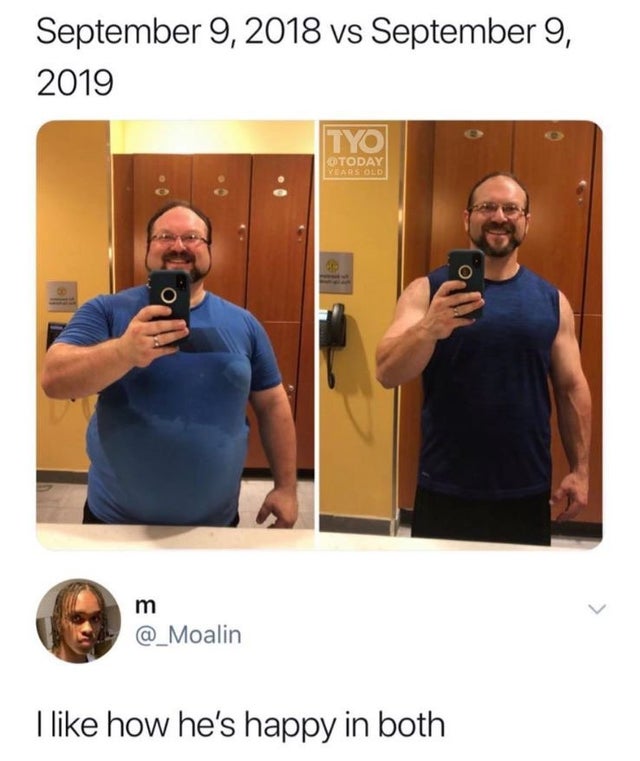 September 9, 2018 vs September 9,
2019
TYO
@TODAY
YEARS OLD
m
@_Moalin
I like how he's happy in both